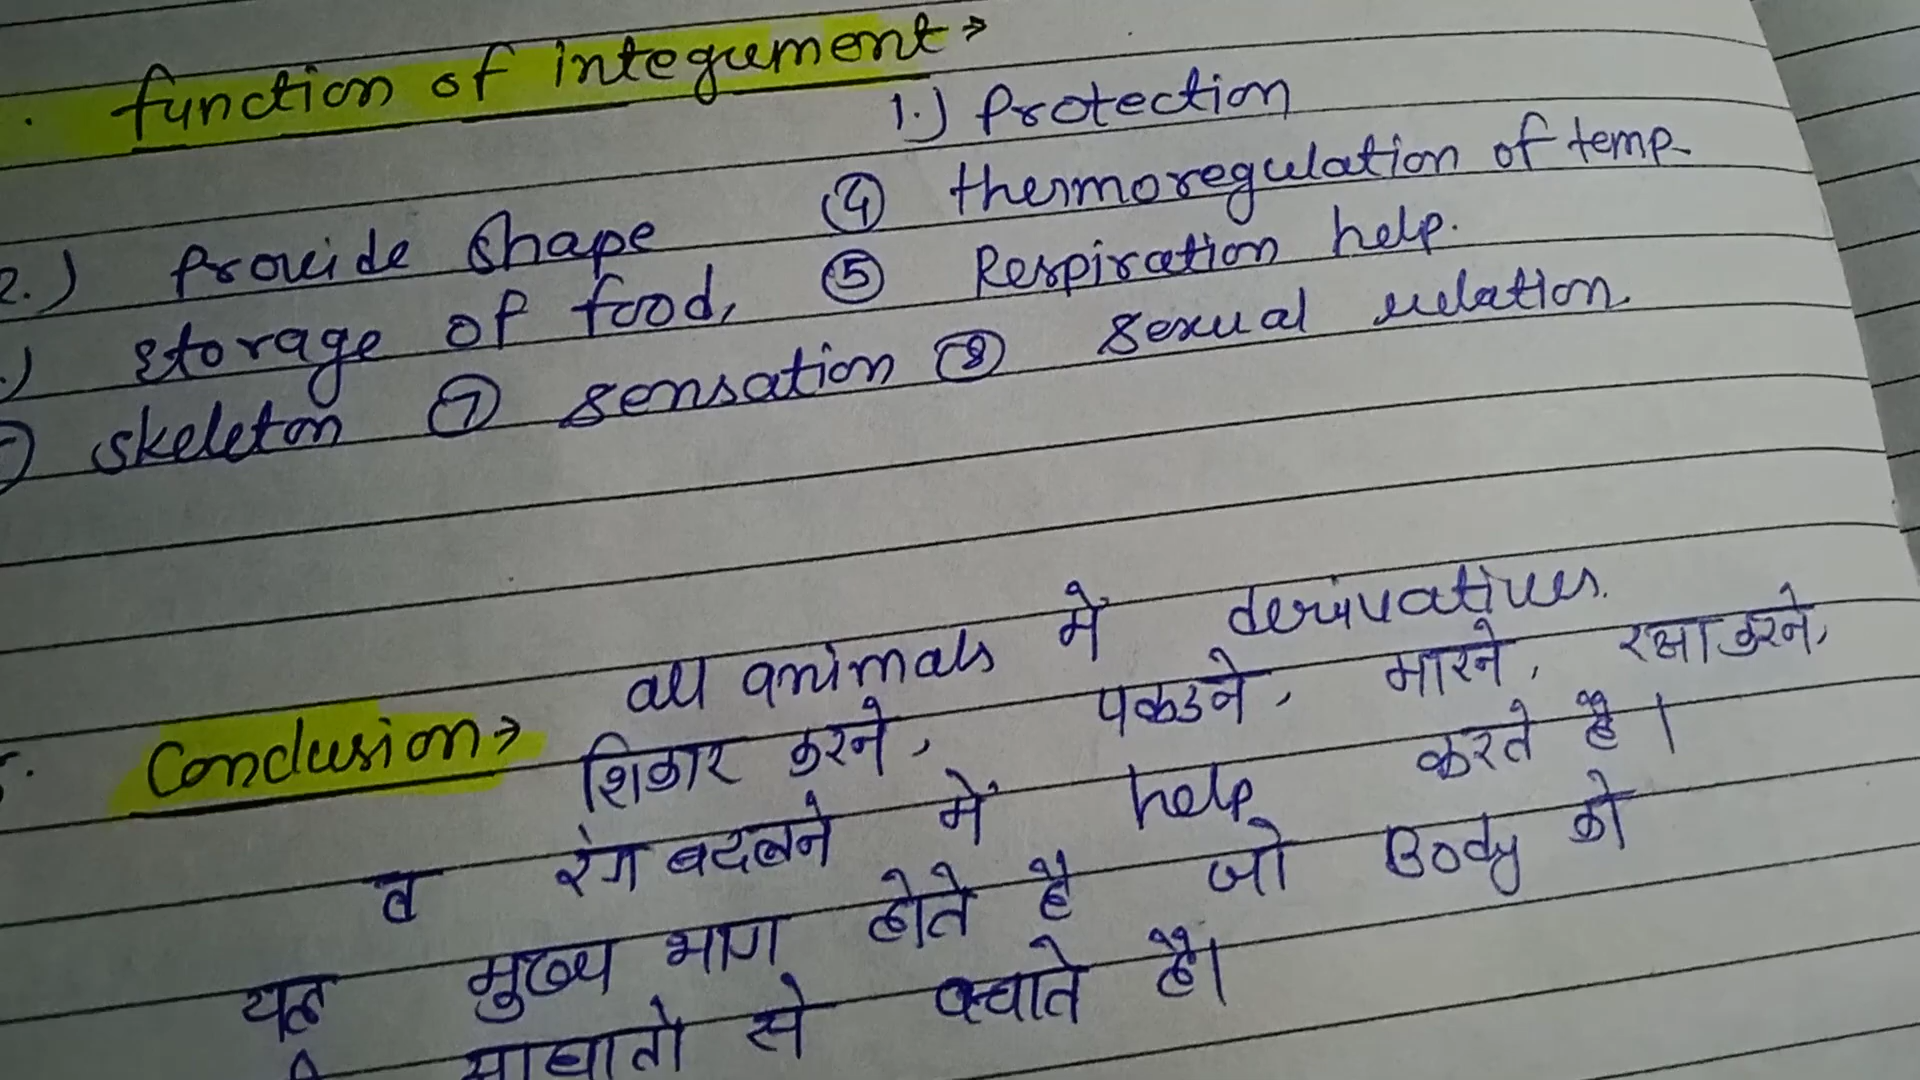 function of integument →
1.) Protection
2.) Provide Shape ④ thermoregulation of temp.
) storage of food, ⑤ Respiration help.
skeleton ⑦ sensation ⑧ sexual relation.
all animals में derivatives.
Conclusion → शिकार करने, पकडने, मारने, रक्षा करने,
व रंग बदलने में help करते है।
यह मुख्य भाग होते है जो Body को
से बचाते है।